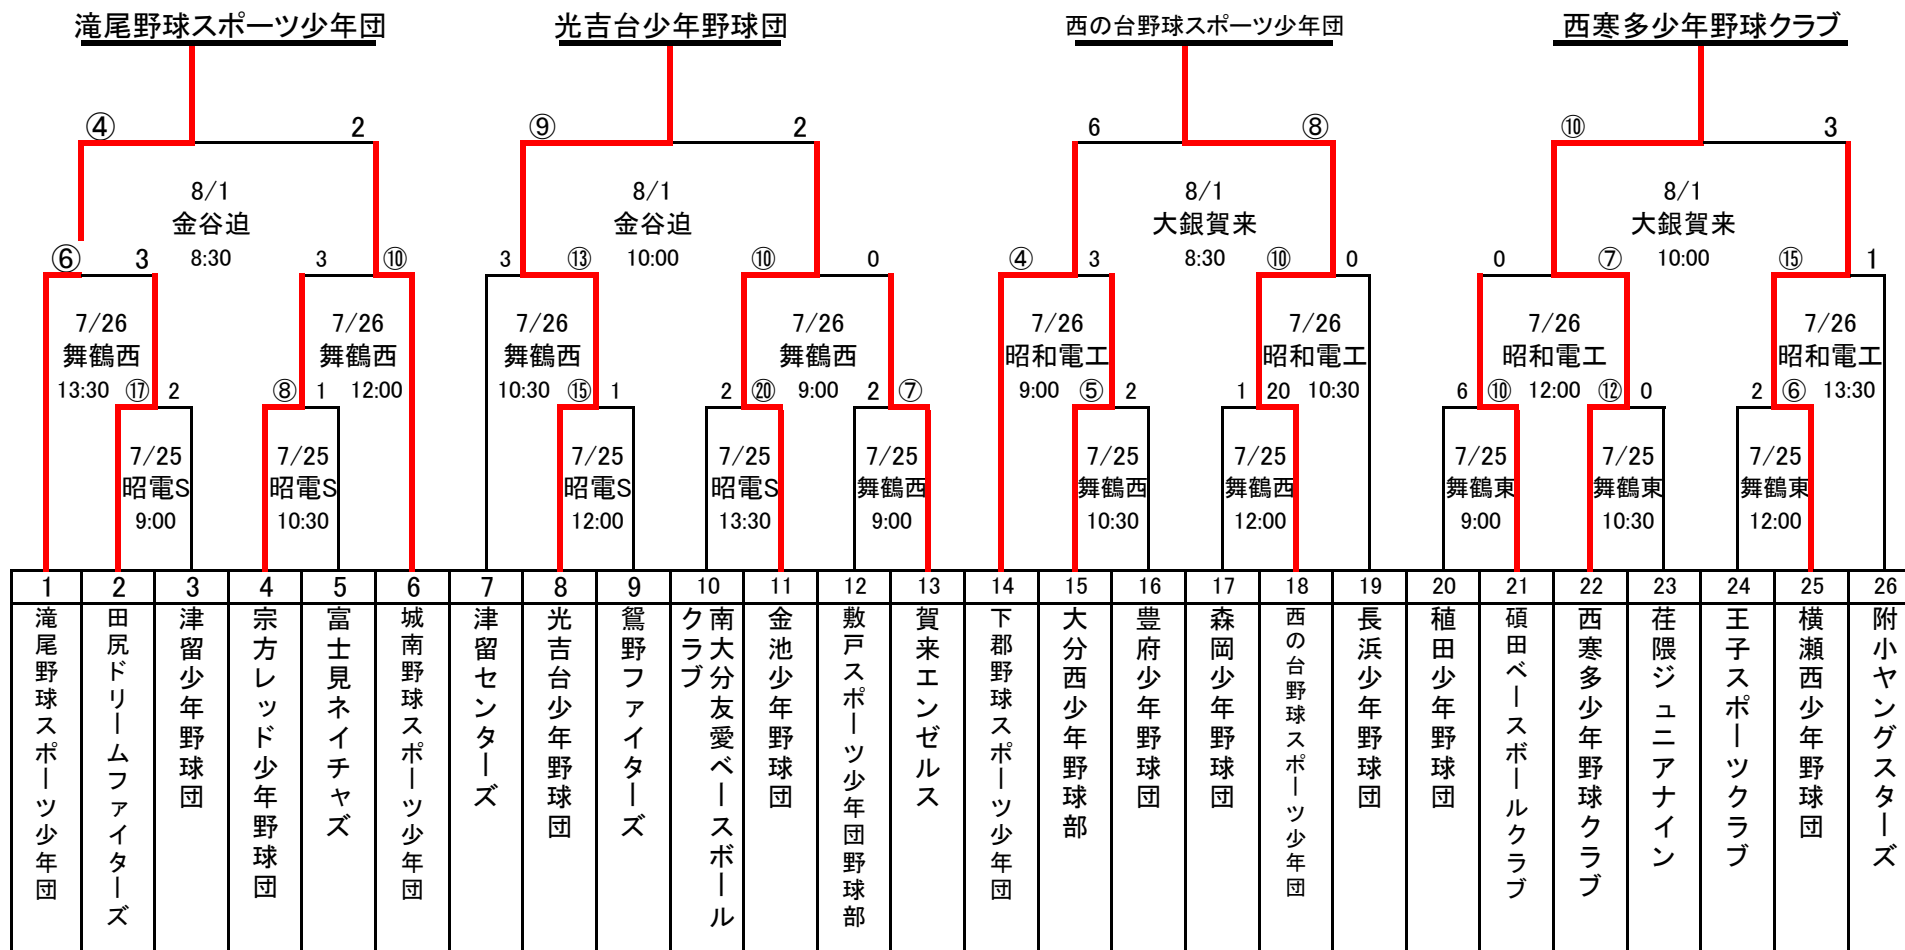 滝尾野球スポーツ少年団
光吉台少年野球団
西の台野球スポーツ少年団
西寒多少年野球クラブ
④ 2 ⑨ 2 6 ⑧ ⑩ 3
8/1
金谷迫
8:30
8/1
金谷迫
10:00
8/1
大銀賀来
8:30
8/1
大銀賀来
10:00
⑥ 3 3 ⑩ 3 ⑬ ⑩ 0 ④ 3 ⑩ 0 0 ⑦ ⑮ 1
7/26
舞鶴西
13:30
7/26
舞鶴西
12:00
7/26
舞鶴西
10:30
7/26
舞鶴西
9:00
7/26
昭和電工
9:00
7/26
昭和電工
10:30
7/26
昭和電工
12:00
7/26
昭和電工
13:30
⑰ 2 ⑧ 1 ⑮ 1 2 ⑳ 2 ⑦ ⑤ 2 1 20 6 ⑩ ⑫ 0 2 ⑥
7/25
昭電S
9:00
7/25
昭電S
10:30
7/25
昭電S
12:00
7/25
昭電S
13:30
7/25
舞鶴西
9:00
7/25
舞鶴西
10:30
7/25
舞鶴西
12:00
7/25
舞鶴東
9:00
7/25
舞鶴東
10:30
7/25
舞鶴東
12:00
1 2 3 4 5 6 7 8 9 10 11 12 13 14 15 16 17 18 19 20 21 22 23 24 25 26
滝尾野球スポーツ少年団
田尻ドリームファイターズ
津留少年野球団
宗方レッド少年野球団
富士見ネイチャズ
城南野球スポーツ少年団
津留センターズ
光吉台少年野球団
鴛野ファイターズ
南大分友愛ベースボール
クラブ
金池少年野球団
敷戸スポーツ少年団野球部
賀来エンゼルス
下郡野球スポーツ少年団
大分西少年野球部
豊府少年野球団
森岡少年野球団
西の台野球スポーツ少年団
長浜少年野球団
稙田少年野球団
碩田ベースボールクラブ
西寒多少年野球クラブ
荏隈ジュニアナイン
王子スポーツクラブ
横瀬西少年野球団
附小ヤングスターズ